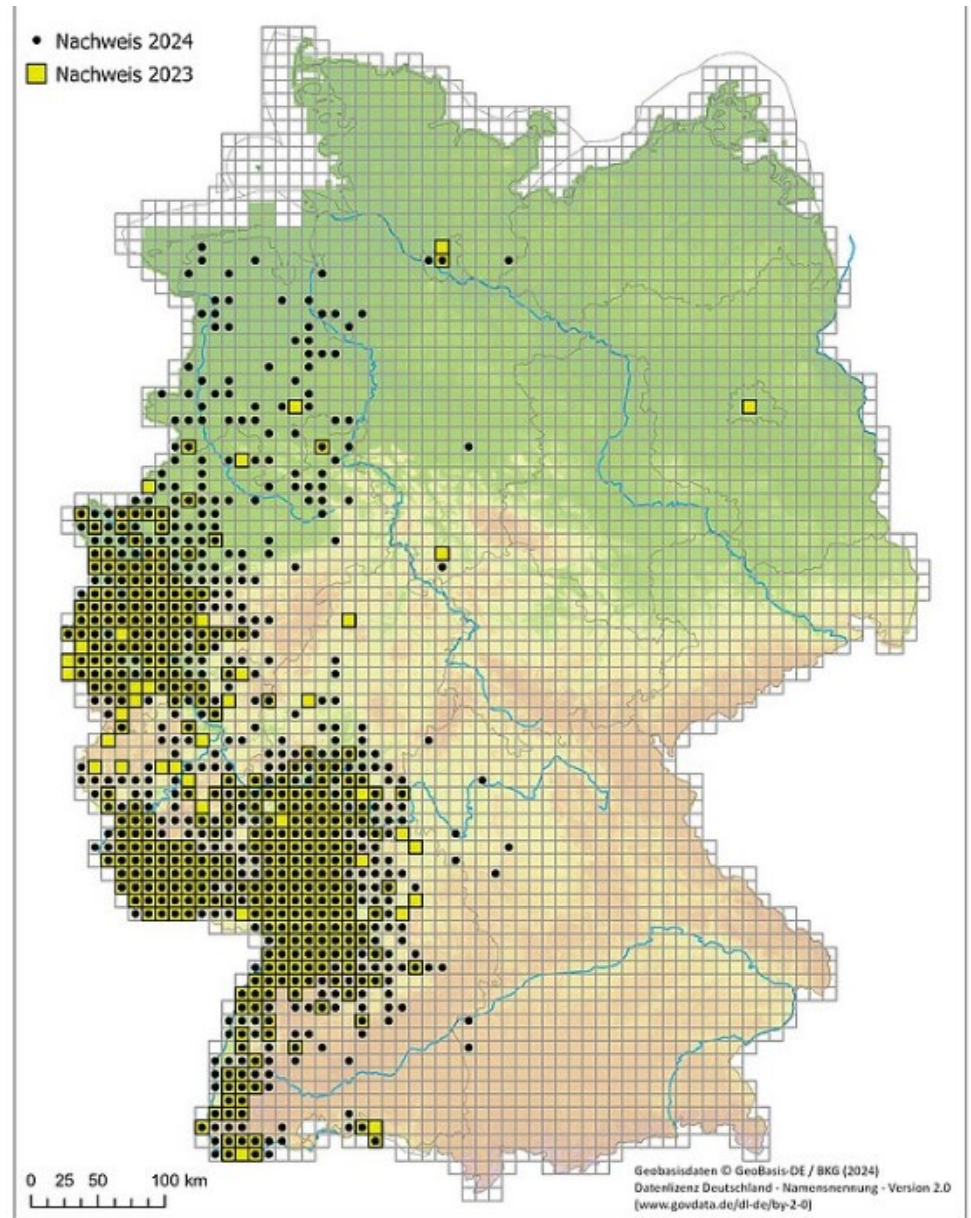 Nachweis 2024
Nachweis 2023
0 25 50 100 km
Geobasisdaten © GeoBasis-DE / BKG (2024)
Datenlizenz Deutschland - Namensnennung - Version 2.0
(www.govdata.de/dl-de/by-2-0)